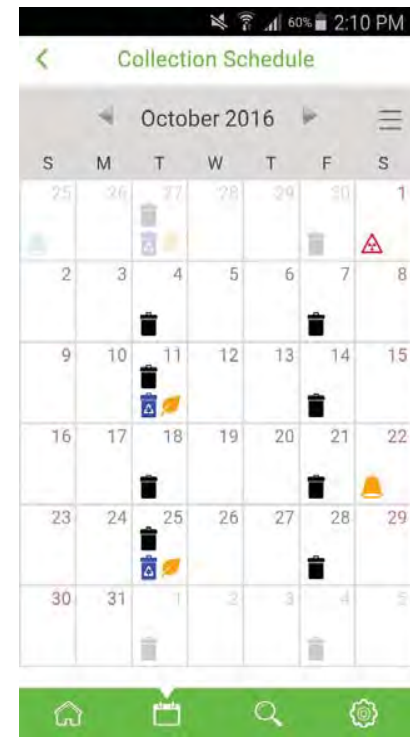 60% 2:10 PM
Collection Schedule
October 2016
S M T W T F S
25 26 27 28 29 30 1
2 3 4 5 6 7 8
9 10 11 12 13 14 15
16 17 18 19 20 21 22
23 24 25 26 27 28 29
30 31 1 2 3 4 5